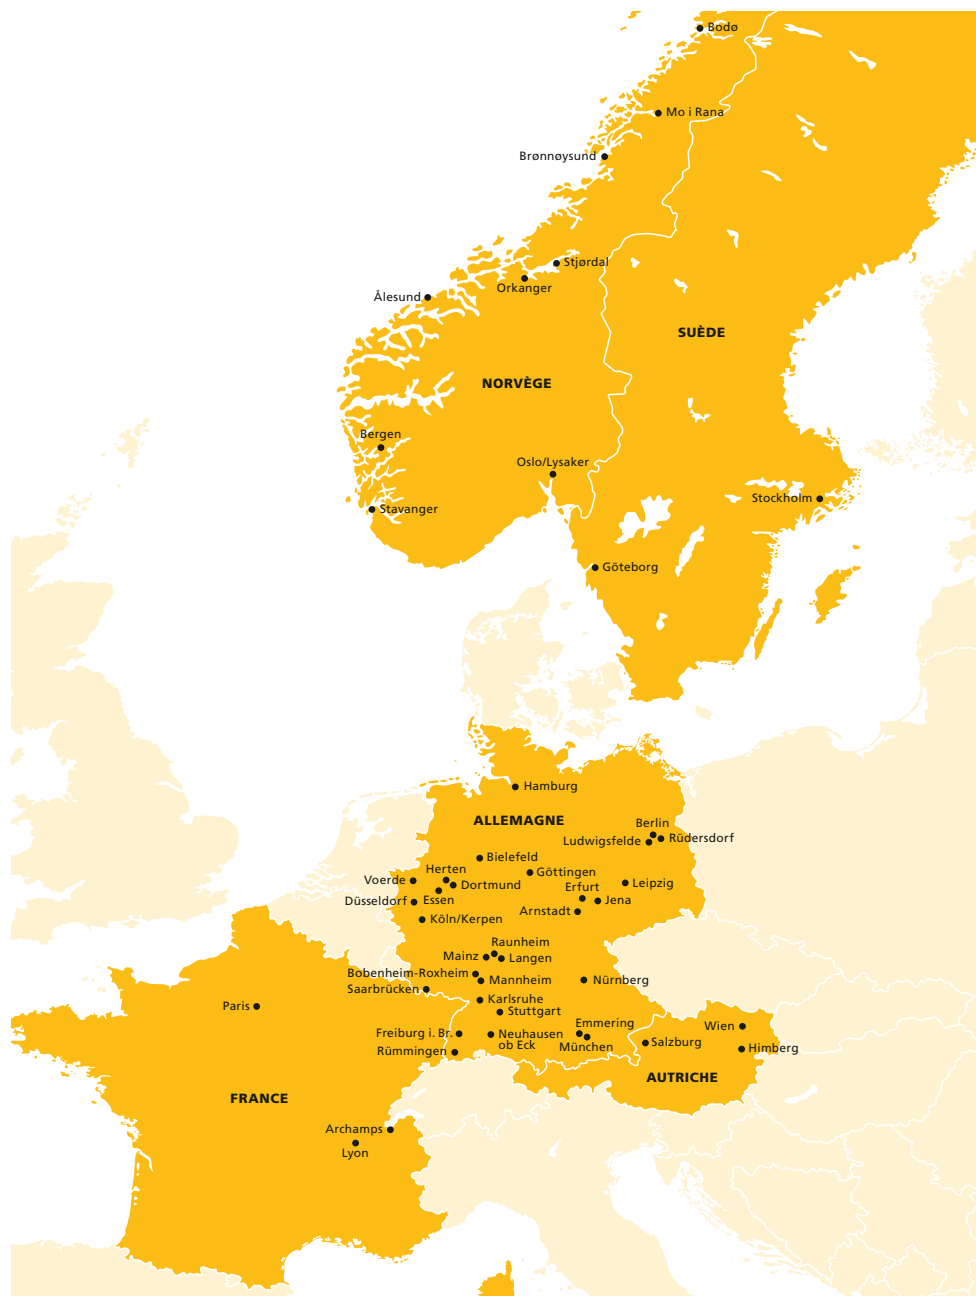 Bodø
Mo i Rana
Brønnøysund
Stjørdal
Orkanger
Ålesund
SUÈDE
NORVÈGE
Bergen
Oslo/Lysaker
Stockholm
Stavanger
Göteborg
Hamburg
ALLEMAGNE
Berlin
Rüdersdorf
Ludwigsfelde
Bielefeld
Göttingen
Herten
Voerde
Dortmund
Leipzig
Erfurt
Essen
Düsseldorf
Jena
Arnstadt
Köln/Kerpen
Raunheim
Mainz
Langen
Bobenheim-Roxheim
Mannheim
Nürnberg
Saarbrücken
Karlsruhe
Paris
Stuttgart
Emmering
Wien
Freiburg i. Br.
Neuhausen
ob Eck
München
Salzburg
Himberg
Rümmingen
AUTRICHE
FRANCE
Archamps
Lyon